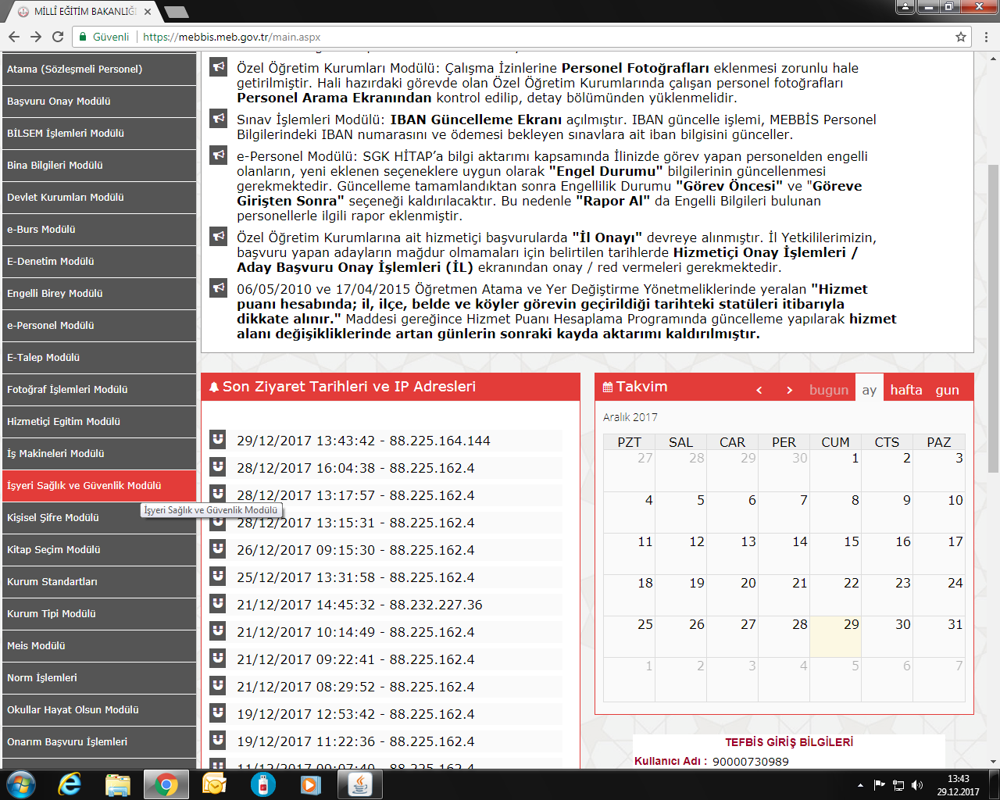 MİLLÎ EĞİTİM BAKANLIĞI
Güvenli
https://mebbis.meb.gov.tr/main.aspx
Atama (Sözleşmeli Personel)
Başvuru Onay Modülü
BİLSEM İşlemleri Modülü
Bina Bilgileri Modülü
Devlet Kurumları Modülü
e-Burs Modülü
E-Denetim Modülü
Engelli Birey Modülü
e-Personel Modülü
E-Talep Modülü
Fotoğraf İşlemleri Modülü
Hizmetiçi Egitim Modülü
İş Makineleri Modülü
İşyeri Sağlık ve Güvenlik Modülü
İşyeri Sağlık ve Güvenlik Modülü
Kişisel Şifre Modülü
Kitap Seçim Modülü
Kurum Standartları
Kurum Tipi Modülü
Meis Modülü
Norm İşlemleri
Okullar Hayat Olsun Modülü
Onarım Başvuru İşlemleri
Özel Öğretim Kurumları Modülü: Çalışma İzinlerine Personel Fotoğrafları eklenmesi zorunlu hale
getirilmiştir. Hali hazırdaki görevde olan Özel Öğretim Kurumlarında çalışan personel fotoğrafları
Personel Arama Ekranından kontrol edilip, detay bölümünden yüklenmelidir.
Sınav İşlemleri Modülü: IBAN Güncelleme Ekranı açılmıştır. IBAN güncelle işlemi, MEBBİS Personel
Bilgilerindeki IBAN numarasını ve ödemesi bekleyen sınavlara ait iban bilgisini günceller.
e-Personel Modülü: SGK HİTAP’a bilgi aktarımı kapsamında İlinizde görev yapan personelden engelli
olanların, yeni eklenen seçeneklere uygun olarak "Engel Durumu" bilgilerinin güncellenmesi
gerekmektedir. Güncelleme tamamlandıktan sonra Engellilik Durumu "Görev Öncesi" ve "Göreve
Girişten Sonra" seçeneği kaldırılacaktır. Bu nedenle "Rapor Al" da Engelli Bilgileri bulunan
personellerle ilgili rapor eklenmiştir.
Özel Öğretim Kurumlarına ait hizmetiçi başvurularda "İl Onayı" devreye alınmıştır. İl Yetkililerimizin,
başvuru yapan adayların mağdur olmamaları için belirtilen tarihlerde Hizmetiçi Onay İşlemleri /
Aday Başvuru Onay İşlemleri (İL) ekranından onay / red vermeleri gerekmektedir.
06/05/2010 ve 17/04/2015 Öğretmen Atama ve Yer Değiştirme Yönetmeliklerinde yeralan "Hizmet
puanı hesabında; il, ilçe, belde ve köyler görevin geçirildiği tarihteki statüleri itibarıyla
dikkate alınır." Maddesi gereğince Hizmet Puanı Hesaplama Programında güncelleme yapılarak hizmet
alanı değişikliklerinde artan günlerin sonraki kayda aktarımı kaldırılmıştır.
Son Ziyaret Tarihleri ve IP Adresleri
29/12/2017 13:43:42 - 88.225.164.144
28/12/2017 16:04:38 - 88.225.162.4
28/12/2017 13:17:57 - 88.225.162.4
28/12/2017 13:15:31 - 88.225.162.4
26/12/2017 09:15:30 - 88.225.162.4
25/12/2017 13:31:58 - 88.225.162.4
21/12/2017 14:45:32 - 88.232.227.36
21/12/2017 10:14:49 - 88.225.162.4
21/12/2017 09:22:41 - 88.225.162.4
21/12/2017 08:29:52 - 88.225.162.4
19/12/2017 12:53:42 - 88.225.162.4
19/12/2017 11:22:36 - 88.225.162.4
11/12/2017 09:07:40 - 88.225.162.4
Takvim
bugun ay hafta gun
Aralık 2017
PZT SAL CAR PER CUM CTS PAZ
27 28 29 30 1 2 3
4 5 6 7 8 9 10
11 12 13 14 15 16 17
18 19 20 21 22 23 24
25 26 27 28 29 30 31
1 2 3 4 5 6 7
TEFBİS GİRİŞ BİLGİLERİ
Kullanıcı Adı : 90000730989
13:43
29.12.2017